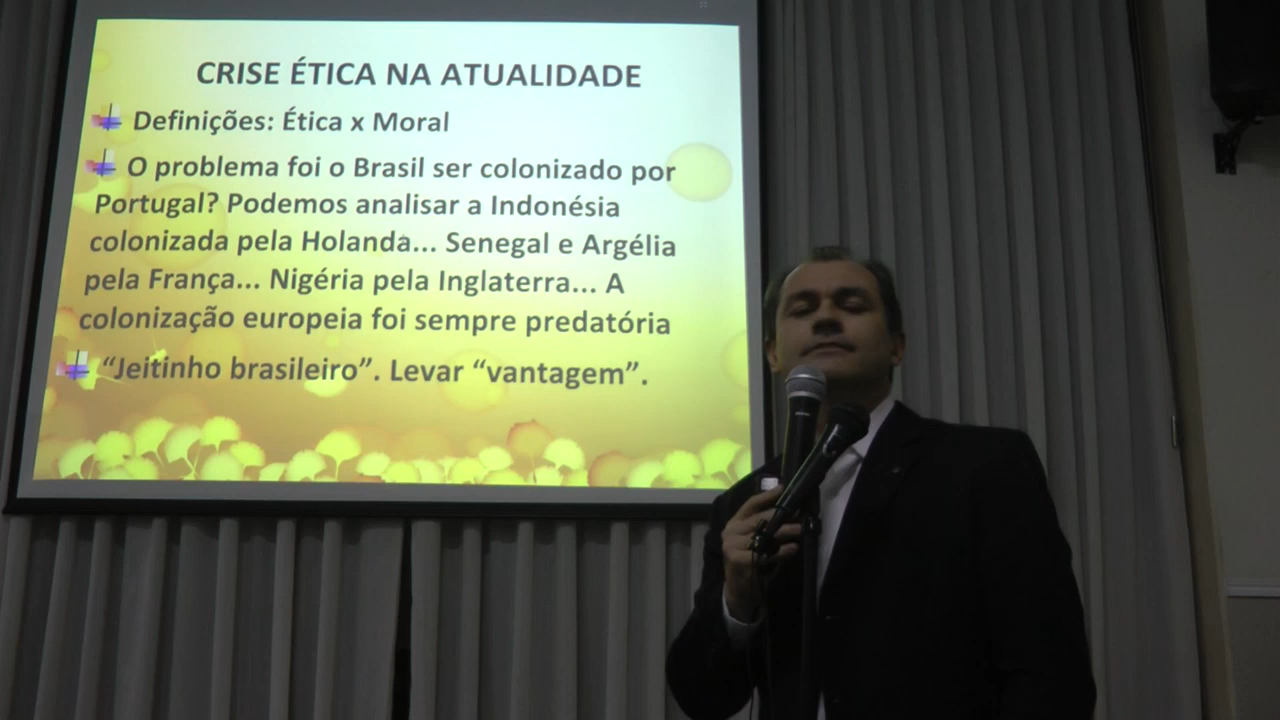 CRISE ÉTICA NA ATUALIDADE
Definições: Ética x Moral
O problema foi o Brasil ser colonizado por
Portugal? Podemos analisar a Indonésia
colonizada pela Holanda... Senegal e Argélia
pela França... Nigéria pela Inglaterra... A
colonização europeia foi sempre predatória
“Jeitinho brasileiro”. Levar “vantagem”.